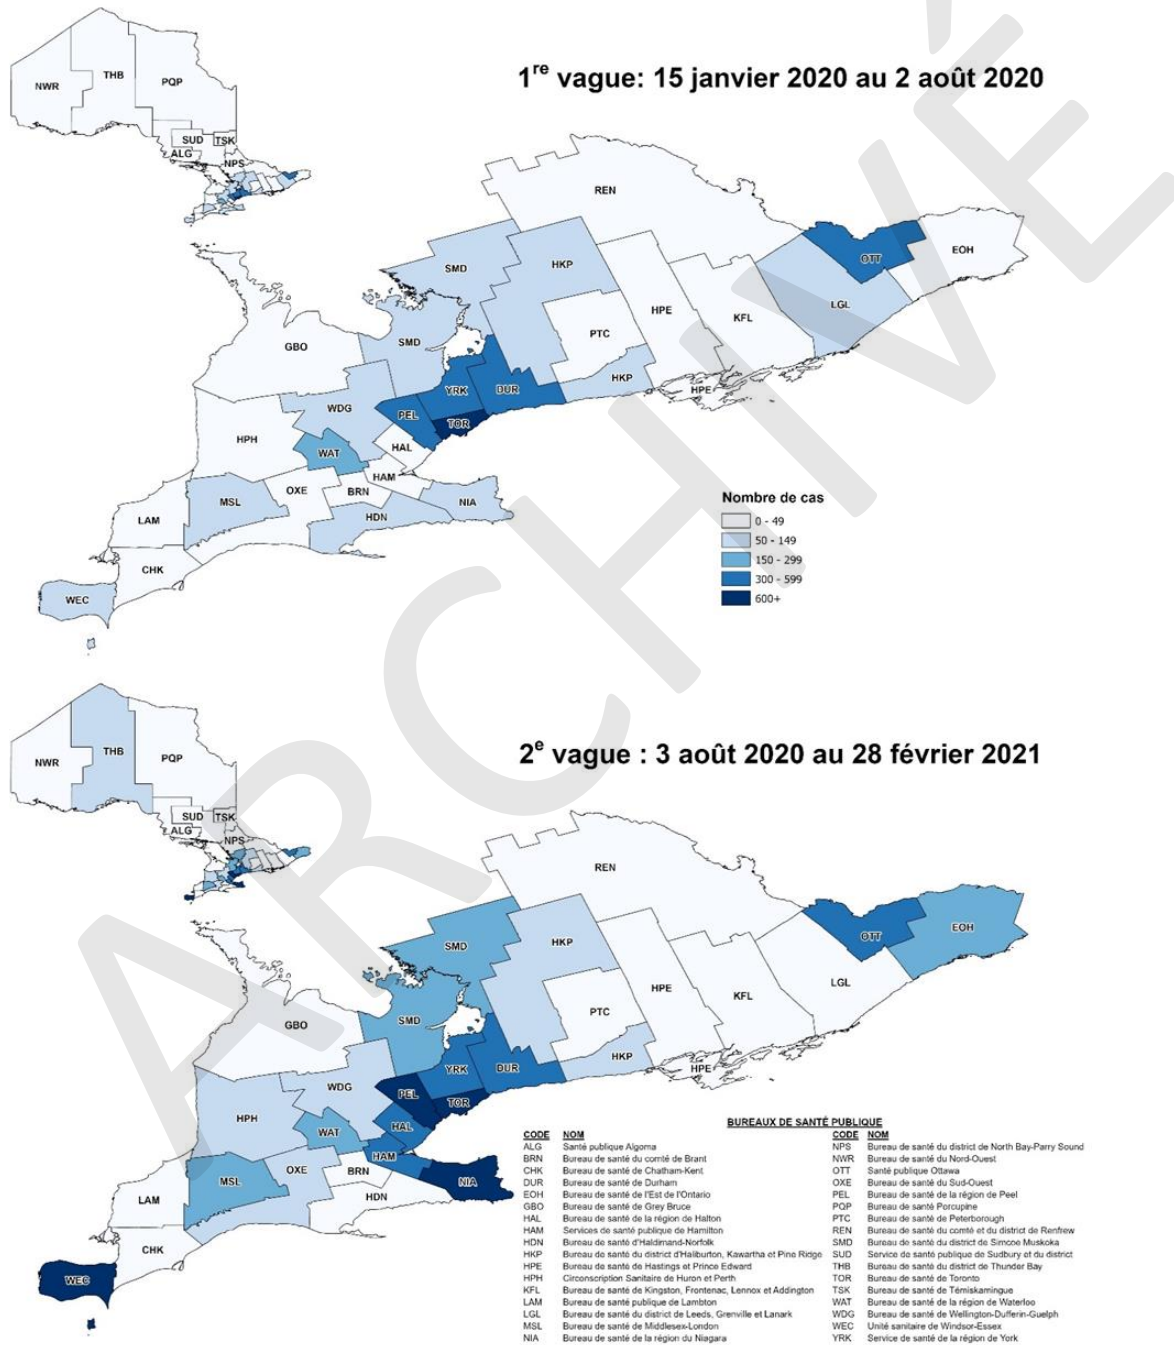 1re vague: 15 janvier 2020 au 2 août 2020
NWR
THB
PQP
SUD
TSK
ALG
NPS
REN
SMD
HKP
OTT
EOH
HPE
LGL
GBO
SMD
PTC
KFL
HKP
HPE
YRK
DUR
WDG
PEL
TOR
HPH
WAT
HAL
HAM
OXE
BRN
MSL
NIA
LAM
HDN
CHK
WEC
Nombre de cas
0 - 49
50 - 149
150 - 299
300 - 599
600+
2e vague : 3 août 2020 au 28 février 2021
NWR
THB
PQP
SUD
TSK
ALG
NPS
REN
SMD
HKP
OTT
EOH
HPE
LGL
KFL
GBO
SMD
PTC
HKP
HPE
YRK
DUR
WDG
PEL
TOR
HPH
WAT
HAL
HAM
OXE
BRN
MSL
NIA
LAM
HDN
CHK
WEC
BUREAUX DE SANTÉ PUBLIQUE
CODE NOM
ALG Santé publique Algoma
BRN Bureau de santé du comté de Brant
CHK Bureau de santé de Chatham-Kent
DUR Bureau de santé de Durham
EOH Bureau de santé de l'Est de l'Ontario
GBO Bureau de santé de Grey Bruce
HAL Bureau de santé de la région de Halton
HAM Services de santé publique de Hamilton
HDN Bureau de santé d'Haldimand-Norfolk
HKP Bureau de santé du district d'Haliburton, Kawartha et Pine Ridge
HPE Bureau de santé de Hastings et Prince Edward
HPH Circonscription Sanitaire de Huron et Perth
KFL Bureau de santé de Kingston, Frontenac, Lennox et Addington
LAM Bureau de santé publique de Lambton
LGL Bureau de santé du district de Leeds, Grenville et Lanark
MSL Bureau de santé de Middlesex-London
NIA Bureau de santé de la région du Niagara
CODE NOM
NPS Bureau de santé du district de North Bay-Parry Sound
NWR Bureau de santé du Nord-Ouest
OTT Santé publique Ottawa
OXE Bureau de santé du Sud-Ouest
PEL Bureau de santé de la région de Peel
PQP Bureau de santé Porcupine
PTC Bureau de santé de Peterborough
REN Bureau de santé du comté et du district de Renfrew
SMD Bureau de santé du district de Simcoe Muskoka
SUD Service de santé publique de Sudbury et du district
THB Bureau de santé du district de Thunder Bay
TOR Bureau de santé de Toronto
TSK Bureau de santé de Témiskamingue
WAT Bureau de santé de la région de Waterloo
WDG Bureau de santé de Wellington-Dufferin-Guelph
WEC Unité sanitaire de Windsor-Essex
YRK Service de santé de la région de York
ARCHIVÉ